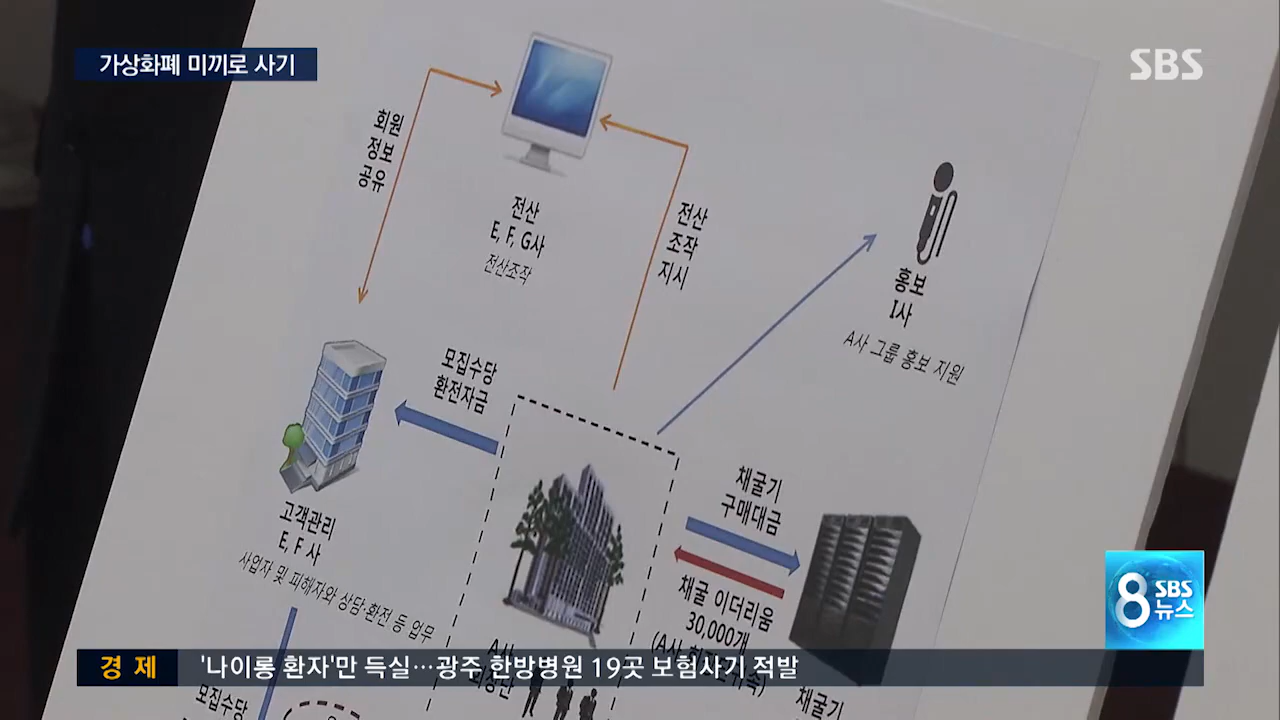 가상화폐 미끼로 사기
SBS
회원
정보
공유
전산
E, F, G사
전산조작
전산
조작
지시
홍보
I사
A사 그룹 홍보 지원
모집수당
환전자금
고객관리
E, F 사
사업자 및 피해자와 상담·환전 등 업무
채굴기
구매대금
채굴 이더리움
30,000개
A사
채굴기
모집수당
8 SBS
뉴스
경 제
'나이롱 환자'만 득실…광주 한방병원 19곳 보험사기 적발